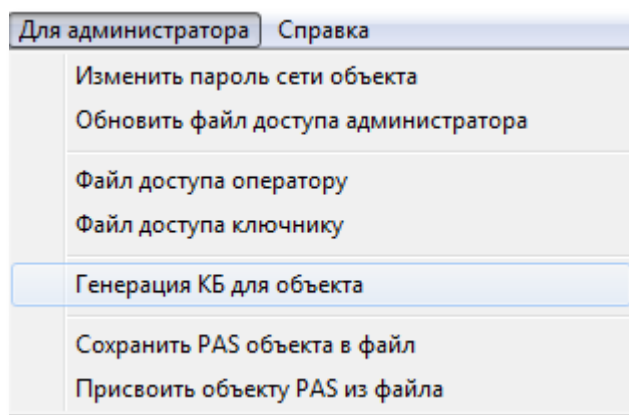 Для администратора Справка
Изменить пароль сети объекта
Обновить файл доступа администратора
Файл доступа оператору
Файл доступа ключнику
Генерация КБ для объекта
Сохранить PAS объекта в файл
Присвоить объекту PAS из файла